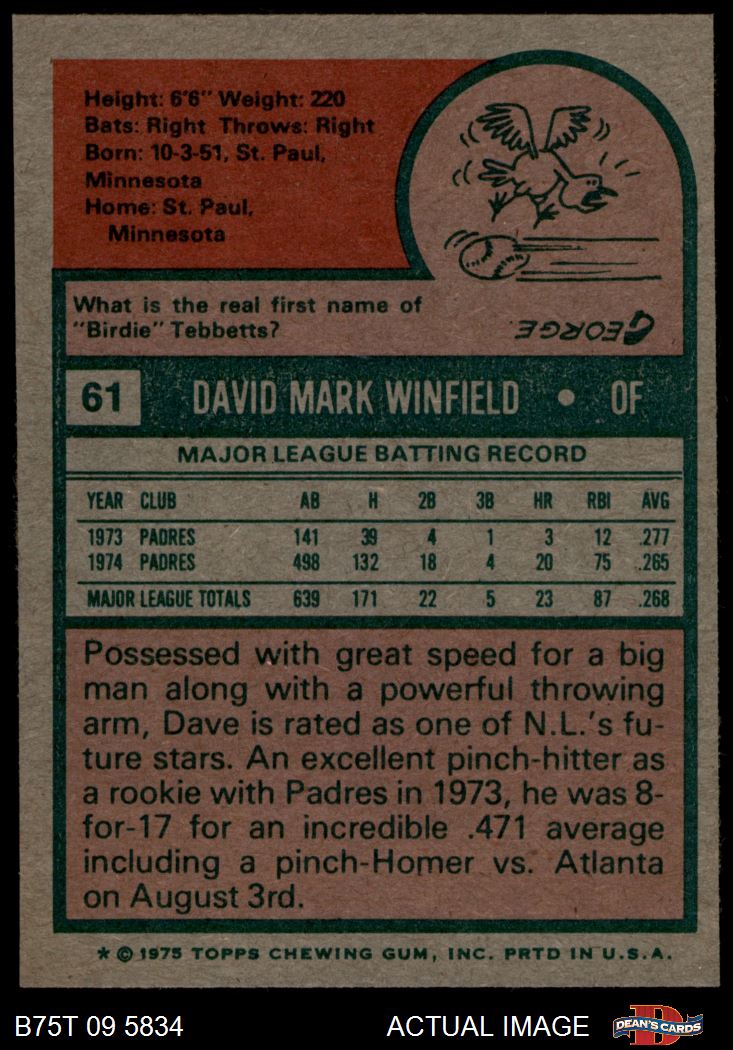 Height: 6'6" Weight: 220
Bats: Right Throws: Right
Born: 10-3-51, St. Paul,
Minnesota
Home: St. Paul,
Minnesota
What is the real first name of
"Birdie" Tebbetts?
GEORGE.
61 DAVID MARK WINFIELD • OF
MAJOR LEAGUE BATTING RECORD
YEAR CLUB AB H 2B 3B HR RBI AVG
1973 PADRES 141 39 4 1 3 12 .277
1974 PADRES 498 132 18 4 20 75 .265
MAJOR LEAGUE TOTALS 639 171 22 5 23 87 .268
Possessed with great speed for a big
man along with a powerful throwing
arm, Dave is rated as one of N.L.'s fu-
ture stars. An excellent pinch-hitter as
a rookie with Padres in 1973, he was 8-
for-17 for an incredible .471 average
including a pinch-Homer vs. Atlanta
on August 3rd.
* © 1975 TOPPS CHEWING GUM, INC. PRTD IN U.S.A.
B75T 09 5834 ACTUAL IMAGE D DEAN'S CARDS